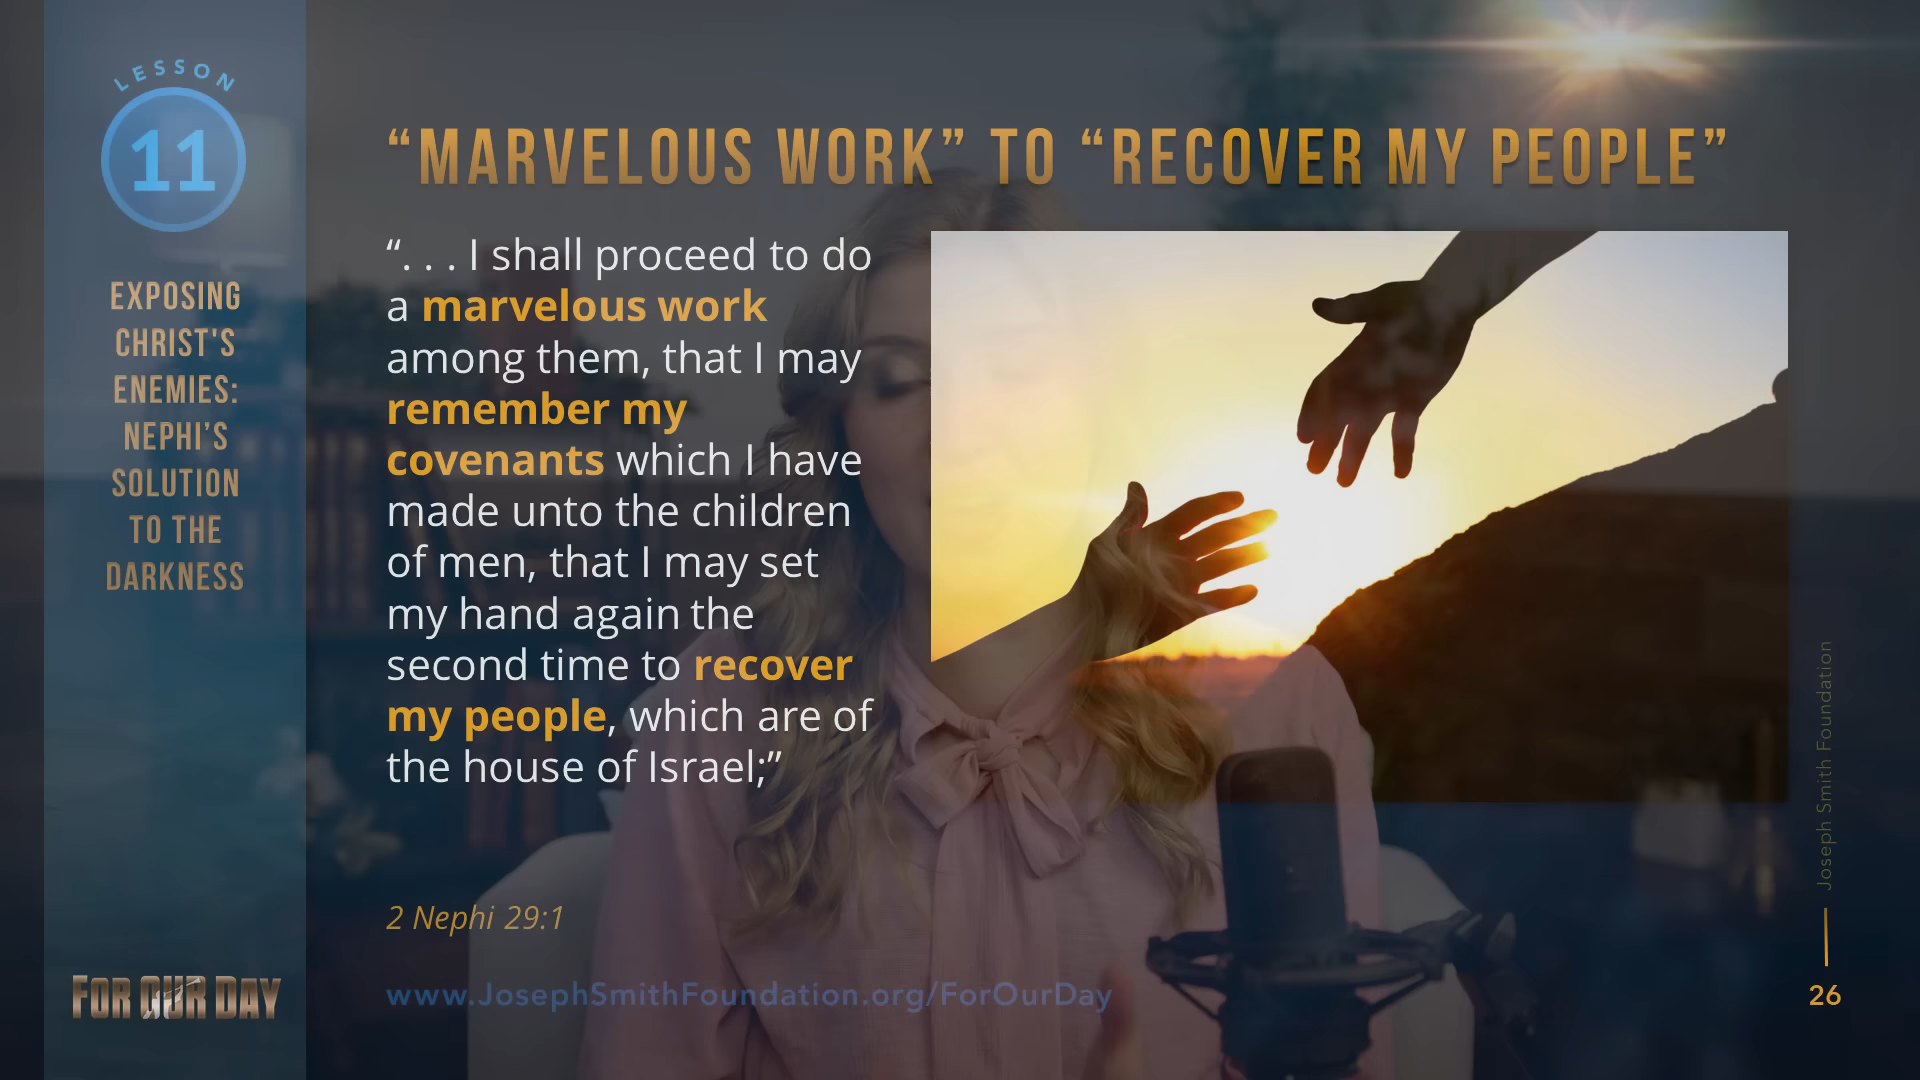 LESSON
11
EXPOSING
CHRIST'S
ENEMIES:
NEPHI’S
SOLUTION
TO THE
DARKNESS
FOR OUR DAY
“MARVELOUS WORK” TO “RECOVER MY PEOPLE”
“. . . I shall proceed to do
a marvelous work
among them, that I may
remember my
covenants which I have
made unto the children
of men, that I may set
my hand again the
second time to recover
my people, which are of
the house of Israel;”
2 Nephi 29:1
www.JosephSmithFoundation.org/ForOurDay
Joseph Smith Foundation
26